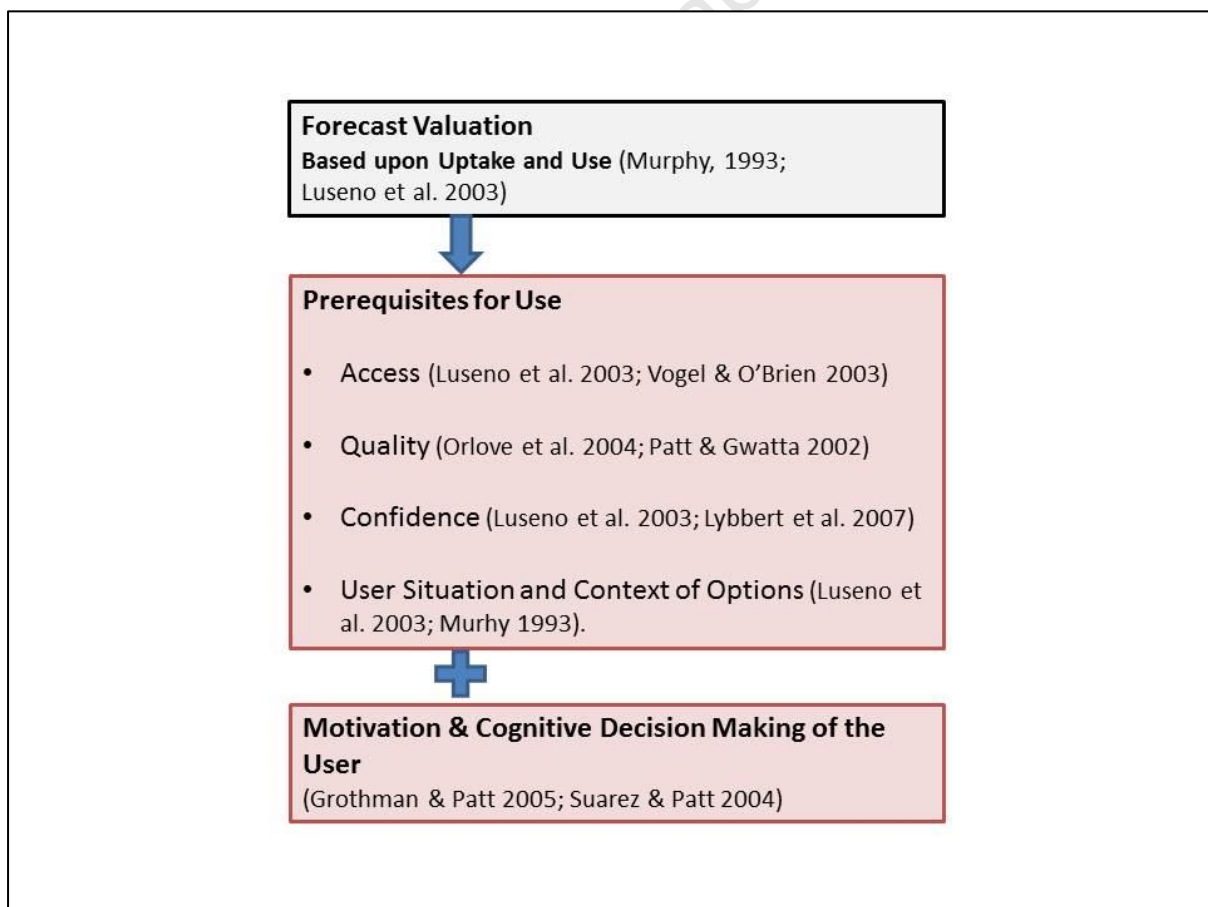 Forecast Valuation
Based upon Uptake and Use (Murphy, 1993;
Luseno et al. 2003)
Prerequisites for Use
• Access (Luseno et al. 2003; Vogel & O’Brien 2003)
• Quality (Orlove et al. 2004; Patt & Gwatta 2002)
• Confidence (Luseno et al. 2003; Lybbert et al. 2007)
• User Situation and Context of Options (Luseno et
al. 2003; Murhy 1993).
Motivation & Cognitive Decision Making of the
User
(Grothman & Patt 2005; Suarez & Patt 2004)